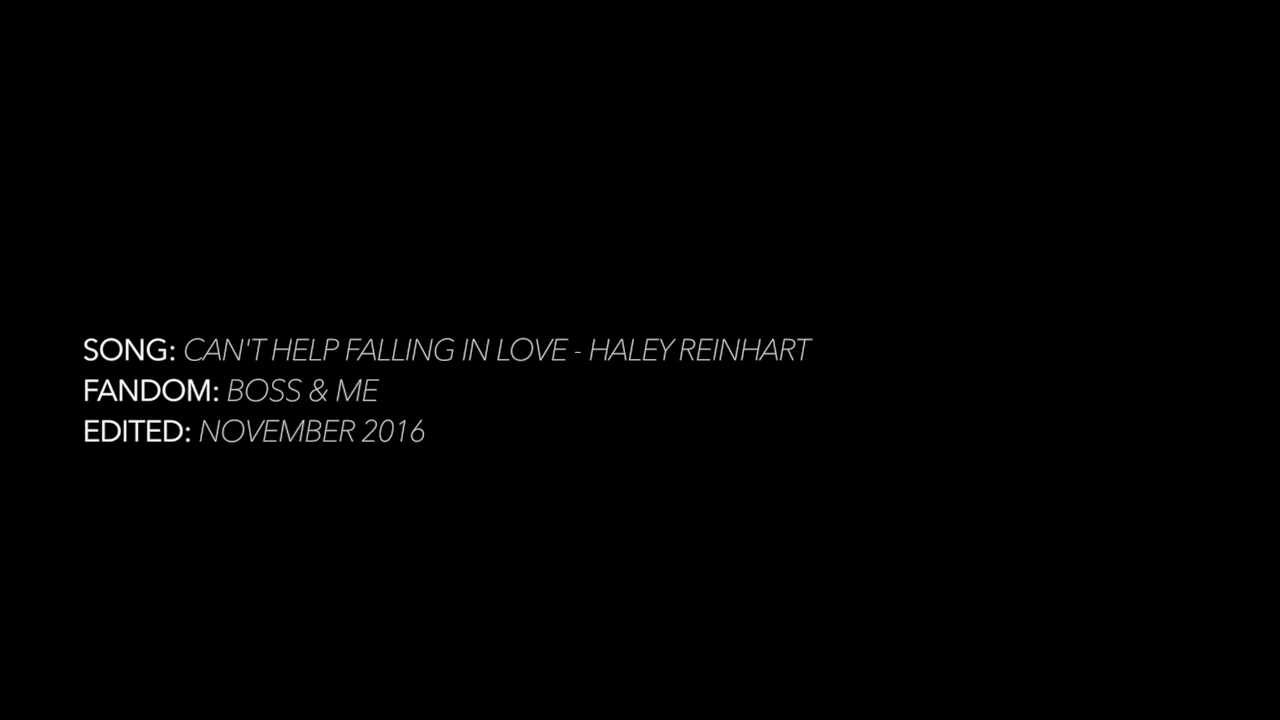 SONG: CAN'T HELP FALLING IN LOVE - HALEY REINHART
FANDOM: BOSS & ME
EDITED: NOVEMBER 2016